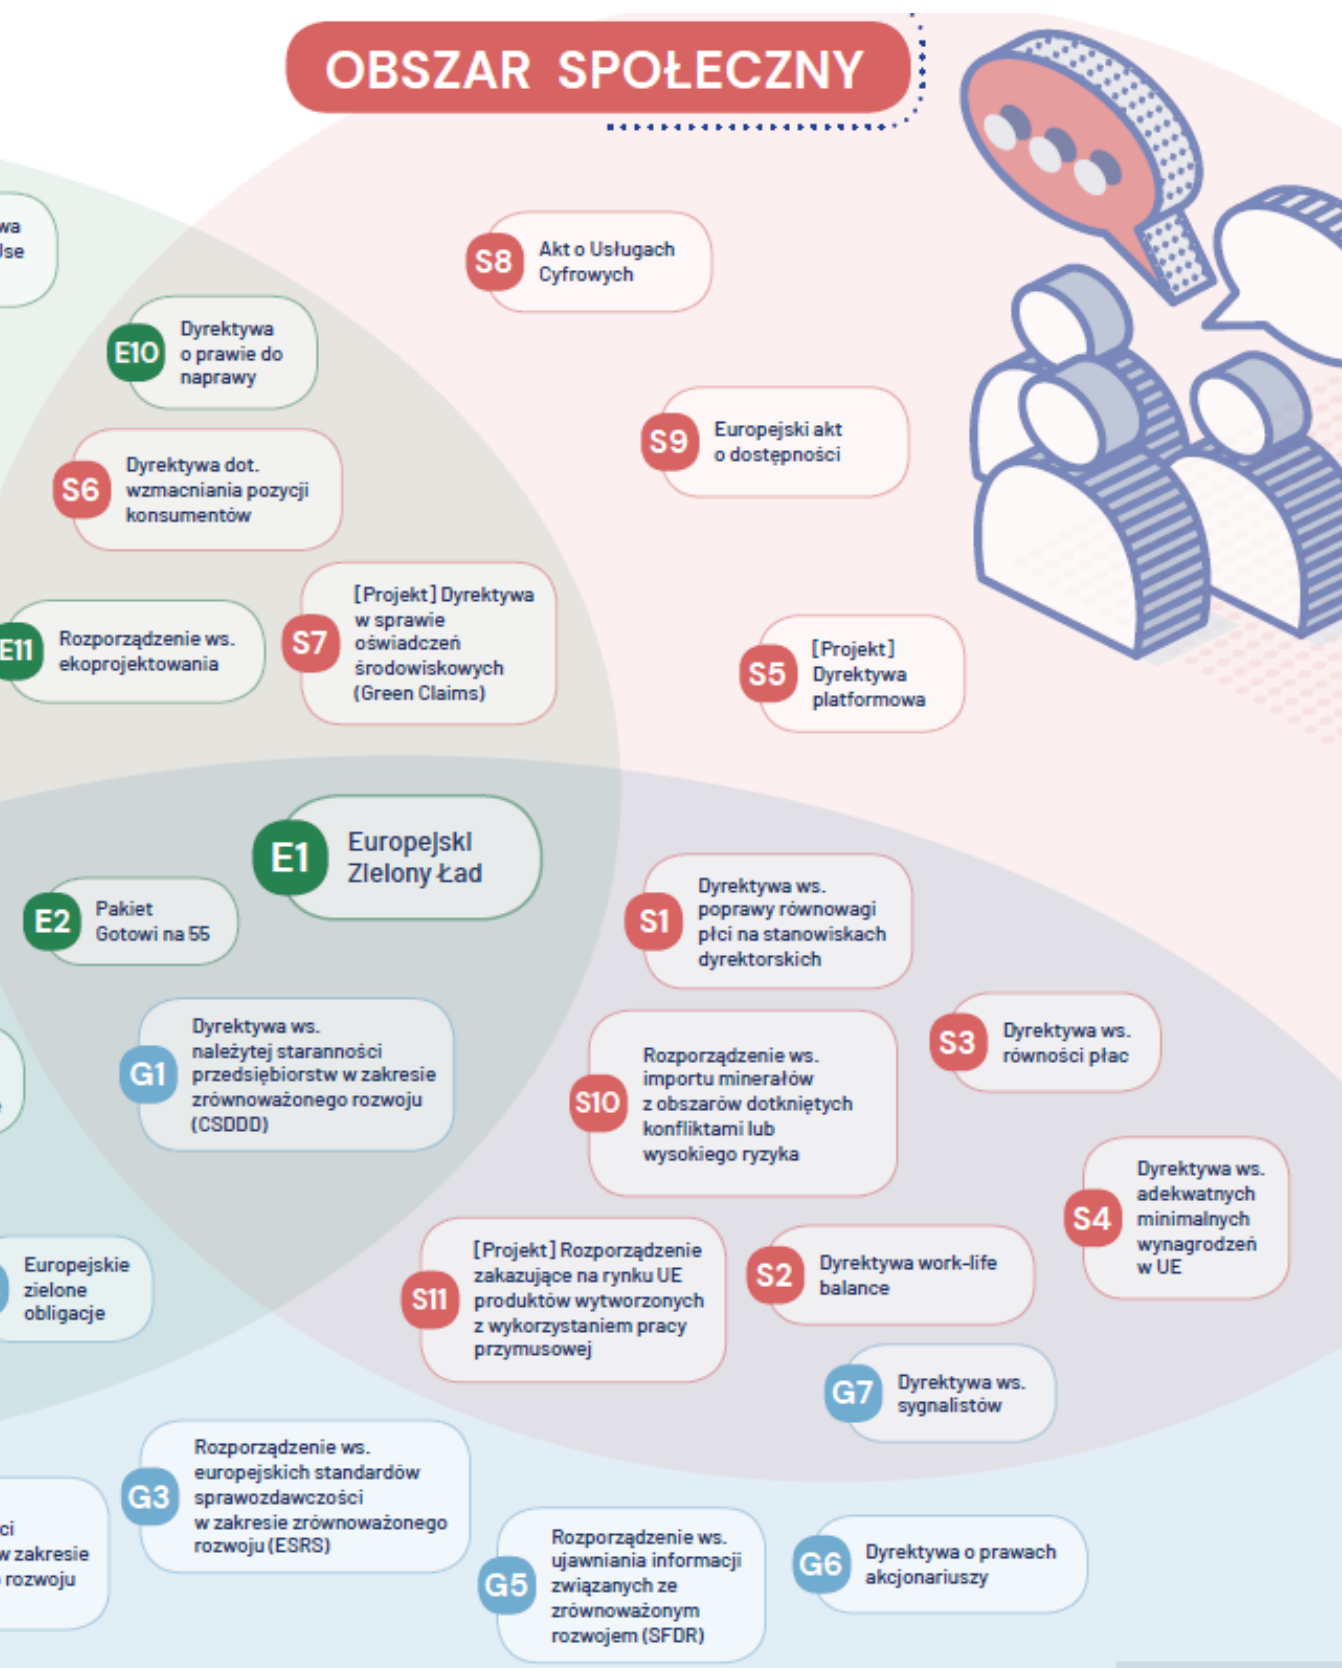 OBSZAR SPOŁECZNY
wa
Use
S8
Akt o Usługach
Cyfrowych
E10
Dyrektywa
o prawie do
naprawy
S9
Europejski akt
o dostępności
S6
Dyrektywa dot.
wzmacniania pozycji
konsumentów
S7
[Projekt] Dyrektywa
w sprawie
oświadczeń
środowiskowych
(Green Claims)
E11
Rozporządzenie ws.
ekoprojektowania
S5
[Projekt]
Dyrektywa
platformowa
E1
Europejski
Zielony Ład
E2
Pakiet
Gotowi na 55
S1
Dyrektywa ws.
poprawy równowagi
płci na stanowiskach
dyrektorskich
G1
Dyrektywa ws.
należytej staranności
przedsiębiorstw w zakresie
zrównoważonego rozwoju
(CSDDD)
S10
Rozporządzenie ws.
importu minerałów
z obszarów dotkniętych
konfliktami lub
wysokiego ryzyka
S3
Dyrektywa ws.
równości płac
S4
Dyrektywa ws.
adekwatnych
minimalnych
wynagrodzeń
w UE
Europejskie
zielone
obligacje
S11
[Projekt] Rozporządzenie
zakazujące na rynku UE
produktów wytworzonych
z wykorzystaniem pracy
przymusowej
S2
Dyrektywa work-life
balance
G7
Dyrektywa ws.
sygnalistów
G3
Rozporządzenie ws.
europejskich standardów
sprawozdawczości
w zakresie zrównoważonego
rozwoju (ESRS)
ci
w zakresie
rozwoju
G5
Rozporządzenie ws.
ujawniania informacji
związanych ze
zrównoważonym
rozwojem (SFDR)
G6
Dyrektywa o prawach
akcjonariuszy